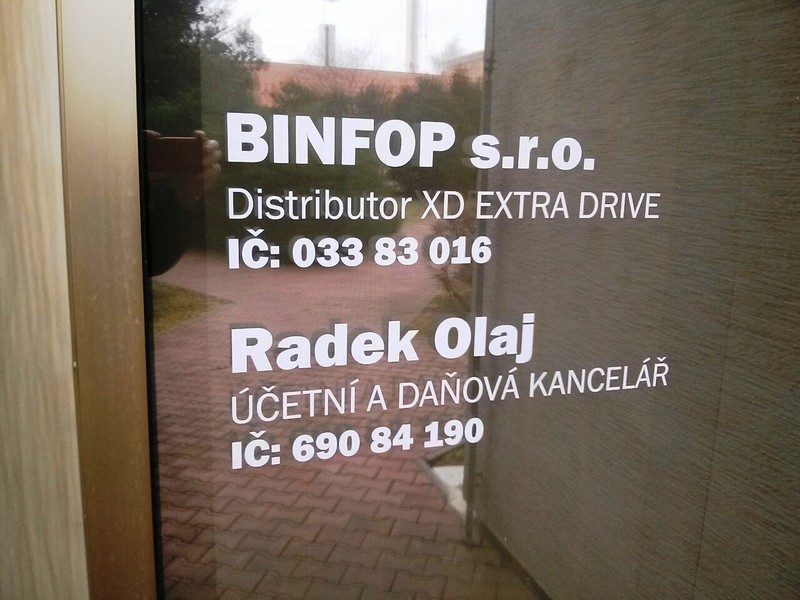 BINFOP s.r.o.
Distributor XD EXTRA DRIVE
IČ: 033 83 016
Radek Olaj
ÚČETNÍ A DAŇOVÁ KANCELÁŘ
IČ: 690 84 190